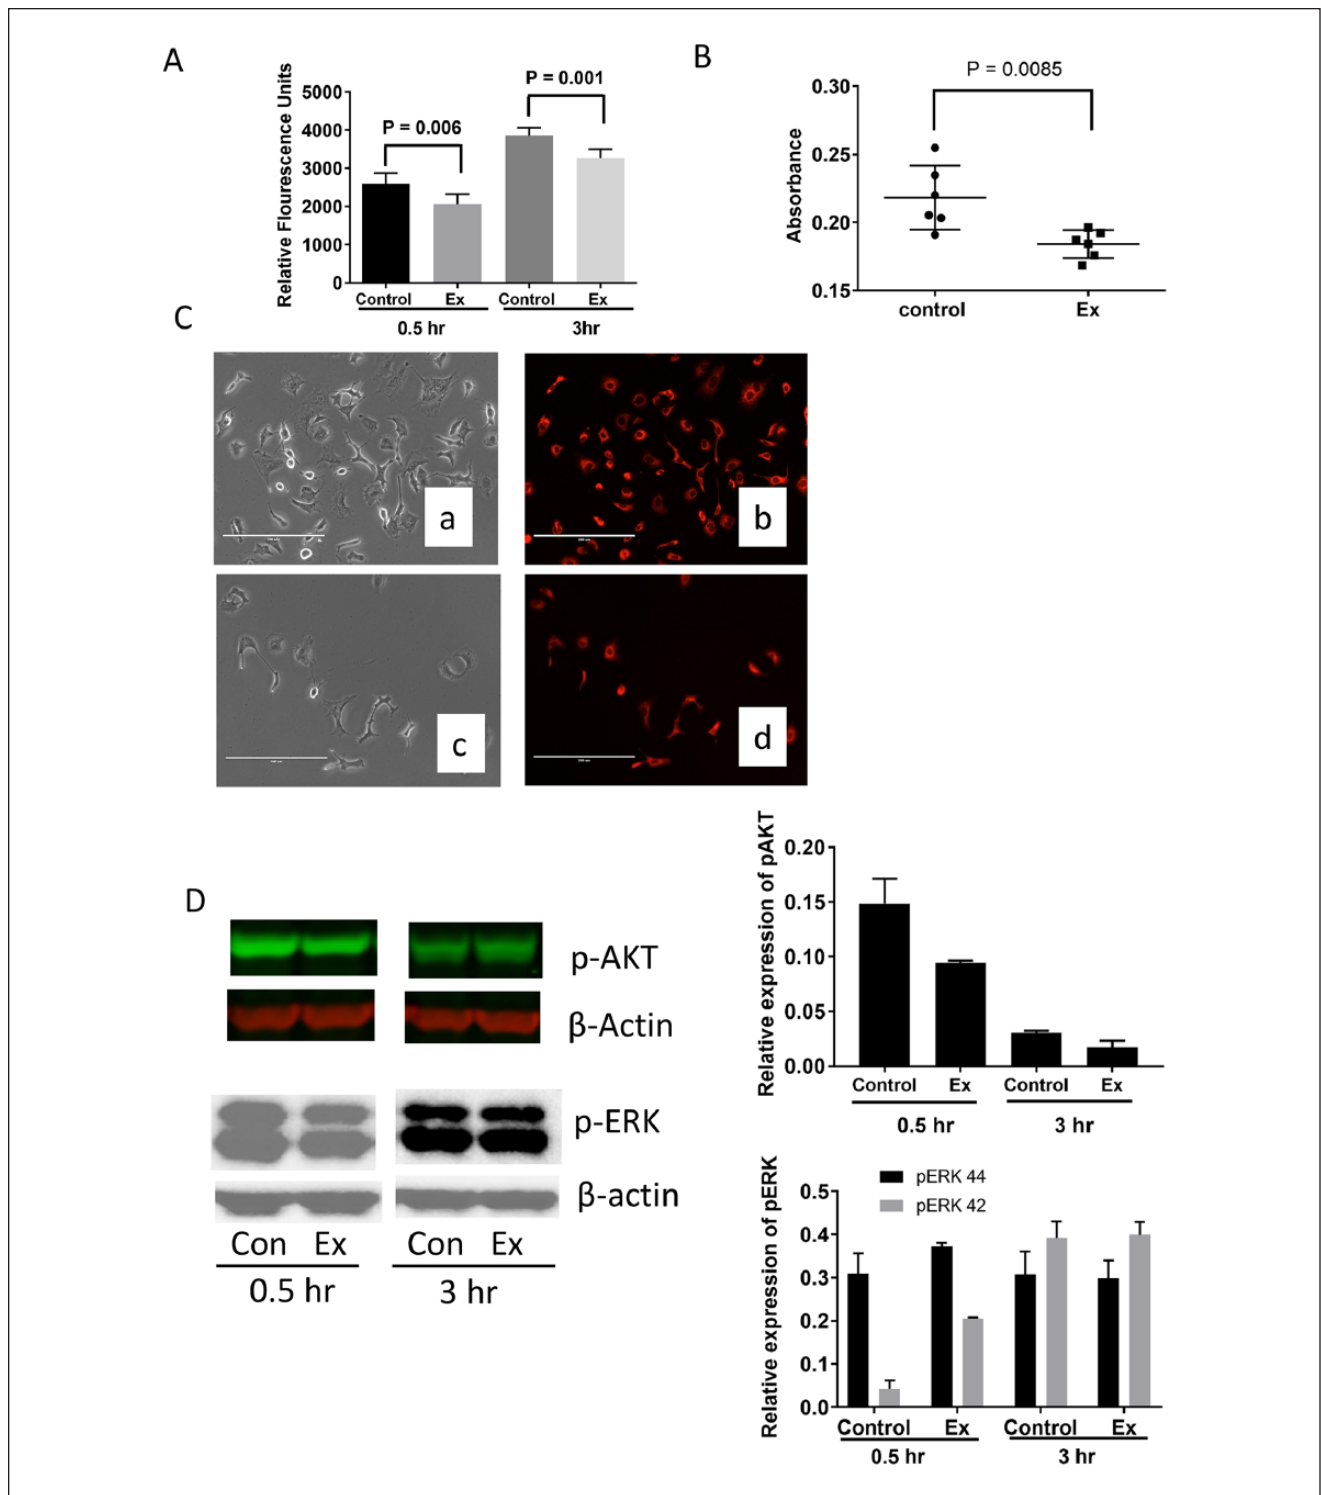 A
Relative Flourescence Units
5000
4000
3000
2000
1000
0
P = 0.006
P = 0.001
Control Ex Control Ex
0.5 hr 3hr
B
P = 0.0085
Absorbance
0.30
0.25
0.20
0.15
control Ex
C
a
b
c
d
D
p-AKT
β-Actin
p-ERK
β-actin
Con Ex Con Ex
0.5 hr 3 hr
Relative expression of pAKT
0.20
0.15
0.10
0.05
0.00
Control Ex Control Ex
0.5 hr 3 hr
Relative expression of pERK
pERK 44
pERK 42
0.5
0.4
0.3
0.2
0.1
0.0
Control Ex Control Ex
0.5 hr 3 hr